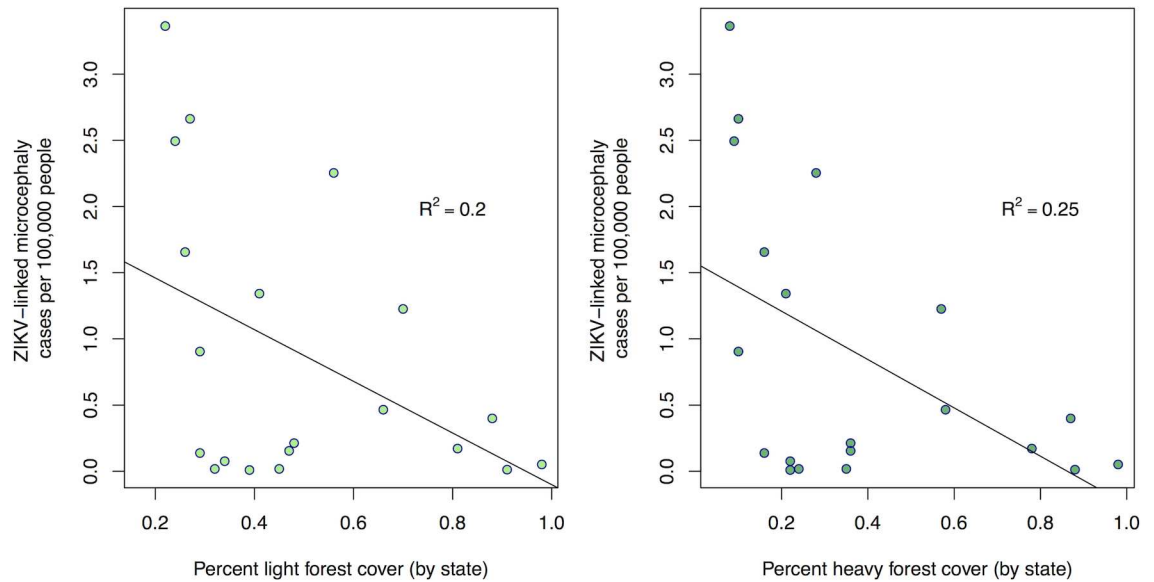 ZIKV−linked microcephaly
cases per 100,000 people
3.0
2.5
2.0
1.5
1.0
0.5
0.0
R² = 0.2
0.2 0.4 0.6 0.8 1.0
Percent light forest cover (by state)
ZIKV−linked microcephaly
cases per 100,000 people
3.0
2.5
2.0
1.5
1.0
0.5
0.0
R² = 0.25
0.2 0.4 0.6 0.8 1.0
Percent heavy forest cover (by state)